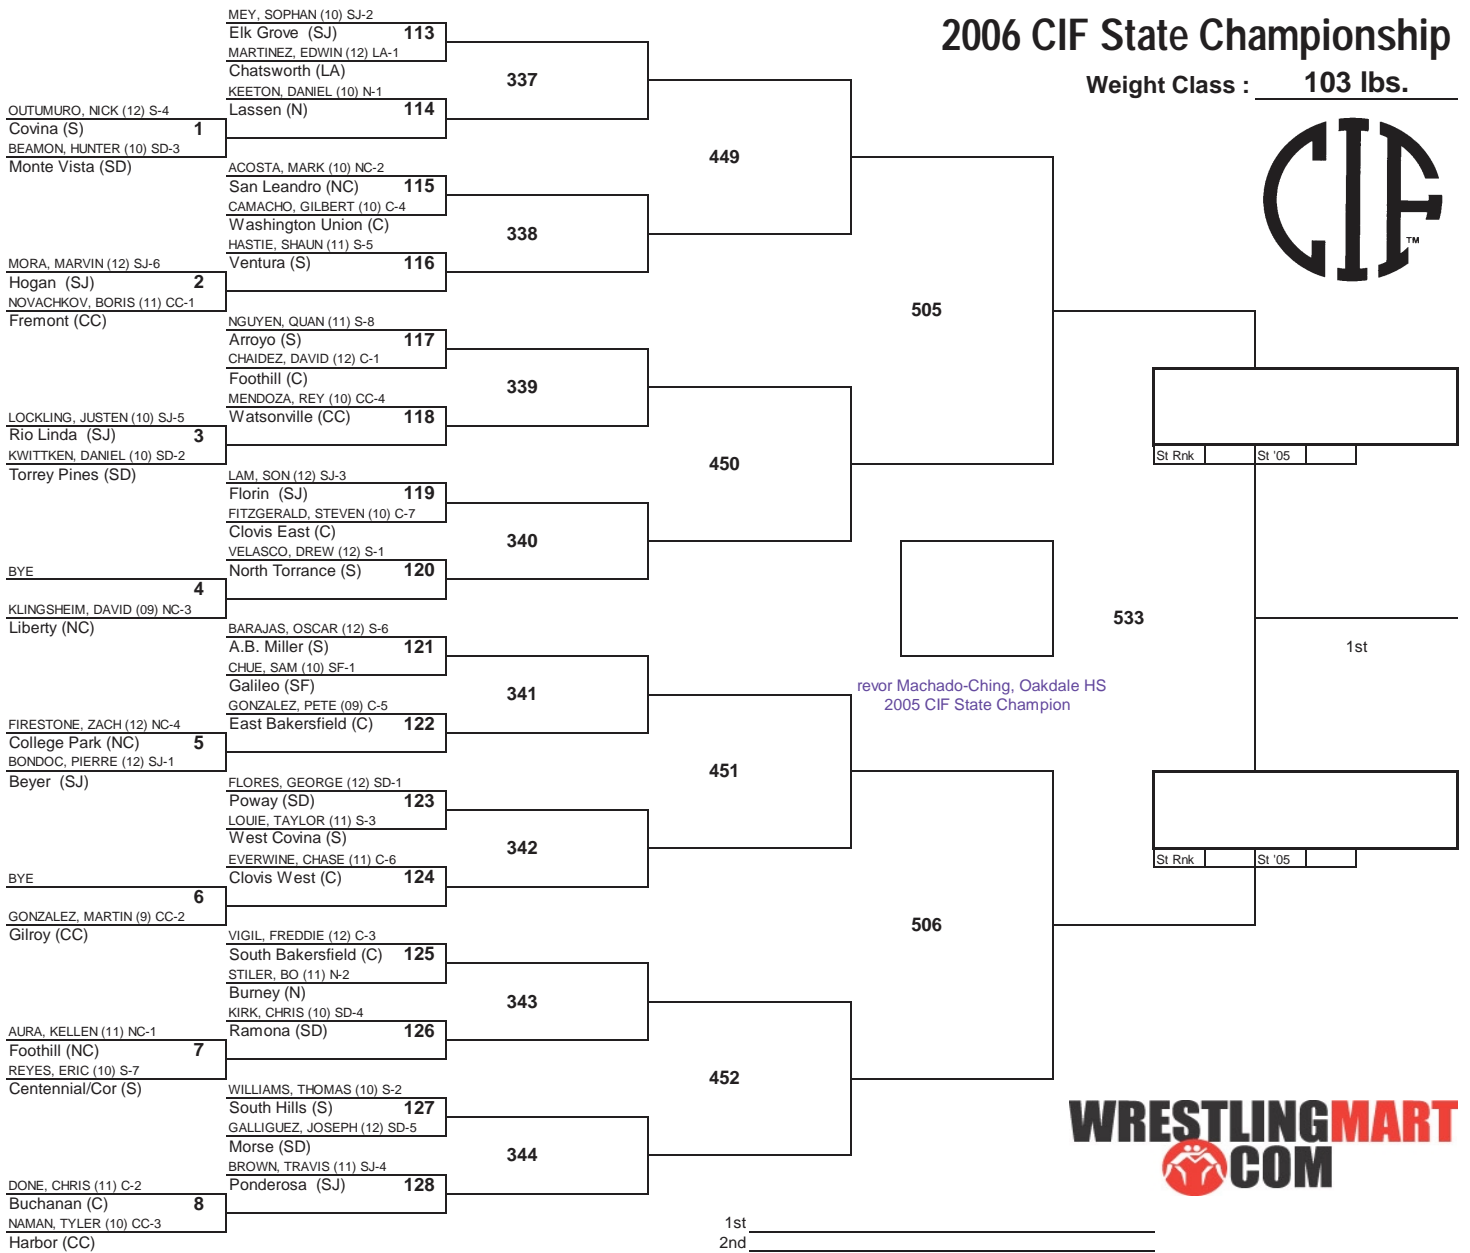 2006 CIF State Championship
Weight Class : 103 lbs.
CIF
TM
OUTUMURO, NICK (12) S-4
Covina (S) 1
BEAMON, HUNTER (10) SD-3
Monte Vista (SD)
MORA, MARVIN (12) SJ-6
Hogan (SJ) 2
NOVACHKOV, BORIS (11) CC-1
Fremont (CC)
LOCKLING, JUSTEN (10) SJ-5
Rio Linda (SJ) 3
KWITTKEN, DANIEL (10) SD-2
Torrey Pines (SD)
BYE
4
KLINGSHEIM, DAVID (09) NC-3
Liberty (NC)
FIRESTONE, ZACH (12) NC-4
College Park (NC) 5
BONDOC, PIERRE (12) SJ-1
Beyer (SJ)
BYE
6
GONZALEZ, MARTIN (9) CC-2
Gilroy (CC)
AURA, KELLEN (11) NC-1
Foothill (NC) 7
REYES, ERIC (10) S-7
Centennial/Cor (S)
DONE, CHRIS (11) C-2
Buchanan (C) 8
NAMAN, TYLER (10) CC-3
Harbor (CC)
MEY, SOPHAN (10) SJ-2
Elk Grove (SJ) 113
MARTINEZ, EDWIN (12) LA-1
Chatsworth (LA)
KEETON, DANIEL (10) N-1
Lassen (N) 114
ACOSTA, MARK (10) NC-2
San Leandro (NC) 115
CAMACHO, GILBERT (10) C-4
Washington Union (C)
HASTIE, SHAUN (11) S-5
Ventura (S) 116
NGUYEN, QUAN (11) S-8
Arroyo (S) 117
CHAIDEZ, DAVID (12) C-1
Foothill (C)
MENDOZA, REY (10) CC-4
Watsonville (CC) 118
LAM, SON (12) SJ-3
Florin (SJ) 119
FITZGERALD, STEVEN (10) C-7
Clovis East (C)
VELASCO, DREW (12) S-1
North Torrance (S) 120
BARAJAS, OSCAR (12) S-6
A.B. Miller (S) 121
CHUE, SAM (10) SF-1
Galileo (SF)
GONZALEZ, PETE (09) C-5
East Bakersfield (C) 122
FLORES, GEORGE (12) SD-1
Poway (SD) 123
LOUIE, TAYLOR (11) S-3
West Covina (S)
EVERWINE, CHASE (11) C-6
Clovis West (C) 124
VIGIL, FREDDIE (12) C-3
South Bakersfield (C) 125
STILER, BO (11) N-2
Burney (N)
KIRK, CHRIS (10) SD-4
Ramona (SD) 126
WILLIAMS, THOMAS (10) S-2
South Hills (S) 127
GALLIGUEZ, JOSEPH (12) SD-5
Morse (SD)
BROWN, TRAVIS (11) SJ-4
Ponderosa (SJ) 128
337
338
339
340
341
342
343
344
449
450
451
452
505
506
533
St Rnk St '05
1st
St Rnk St '05
revor Machado-Ching, Oakdale HS
2005 CIF State Champion
WRESTLINGMART
COM
1st
2nd